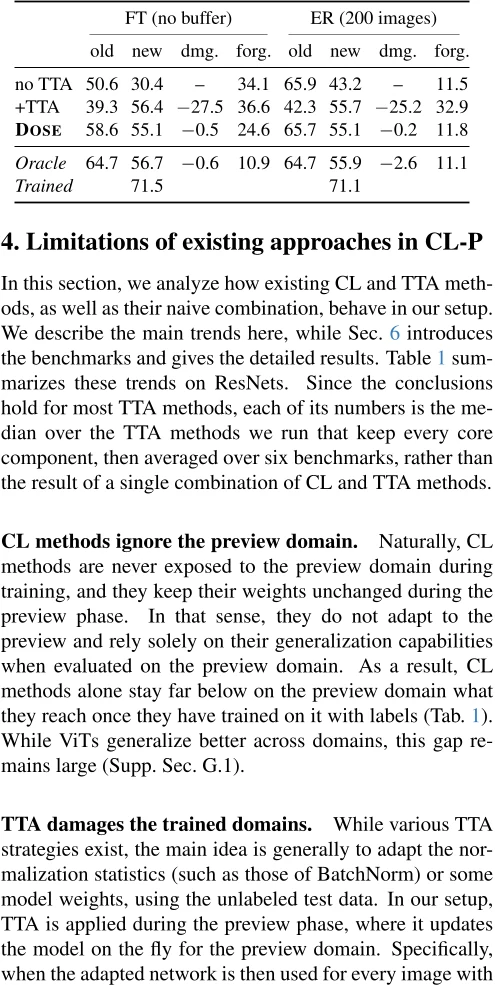 FT (no buffer) ER (200 images)
old new dmg. forg. old new dmg. forg.
no TTA 50.6 30.4 – 34.1 65.9 43.2 – 11.5
+TTA 39.3 56.4 −27.5 36.6 42.3 55.7 −25.2 32.9
DOSE 58.6 55.1 −0.5 24.6 65.7 55.1 −0.2 11.8
Oracle 64.7 56.7 −0.6 10.9 64.7 55.9 −2.6 11.1
Trained 71.5 71.1
4. Limitations of existing approaches in CL-P
In this section, we analyze how existing CL and TTA meth-
ods, as well as their naive combination, behave in our setup.
We describe the main trends here, while Sec. 6 introduces
the benchmarks and gives the detailed results. Table 1 sum-
marizes these trends on ResNets. Since the conclusions
hold for most TTA methods, each of its numbers is the me-
dian over the TTA methods we run that keep every core
component, then averaged over six benchmarks, rather than
the result of a single combination of CL and TTA methods.
CL methods ignore the preview domain. Naturally, CL
methods are never exposed to the preview domain during
training, and they keep their weights unchanged during the
preview phase. In that sense, they do not adapt to the
preview and rely solely on their generalization capabilities
when evaluated on the preview domain. As a result, CL
methods alone stay far below on the preview domain what
they reach once they have trained on it with labels (Tab. 1).
While ViTs generalize better across domains, this gap re-
mains large (Supp. Sec. G.1).
TTA damages the trained domains. While various TTA
strategies exist, the main idea is generally to adapt the nor-
malization statistics (such as those of BatchNorm) or some
model weights, using the unlabeled test data. In our setup,
TTA is applied during the preview phase, where it updates
the model on the fly for the preview domain. Specifically,
when the adapted network is then used for every image with